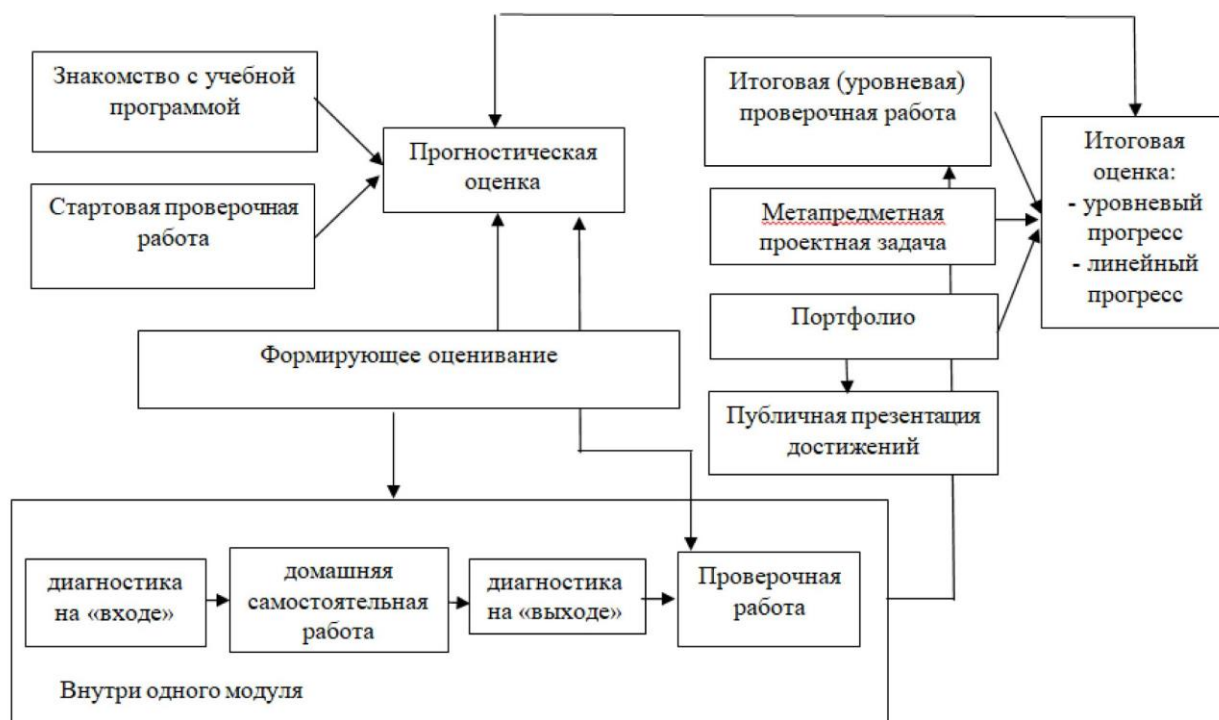 Знакомство с учебной
программой
Стартовая проверочная
работа
Прогностическая
оценка
Итоговая (уровневая)
проверочная работа
Метапредметная
проектная задача
Портфолио
Публичная презентация
достижений
Итоговая
оценка:
- уровневый
прогресс
- линейный
прогресс
Формирующее оценивание
диагностика
на «входе»
домашняя
самостоятельная
работа
диагностика
на «выходе»
Проверочная
работа
Внутри одного модуля